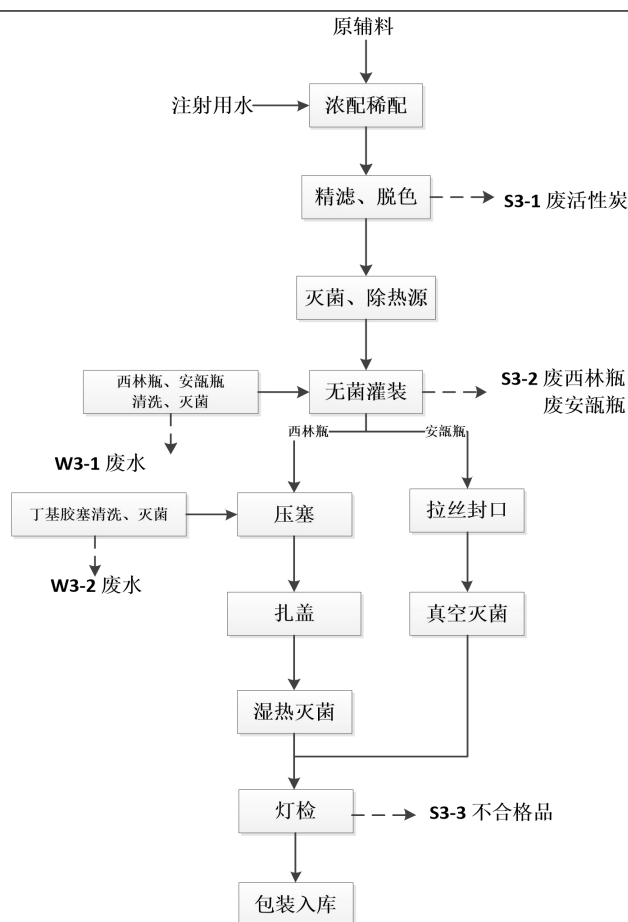 原辅料
注射用水
浓配稀配
精滤、脱色
S3-1 废活性炭
灭菌、除热源
西林瓶、安瓿瓶
清洗、灭菌
无菌灌装
S3-2 废西林瓶
废安瓿瓶
西林瓶
安瓿瓶
W3-1 废水
丁基胶塞清洗、灭菌
压塞
拉丝封口
W3-2 废水
扎盖
真空灭菌
湿热灭菌
灯检
S3-3 不合格品
包装入库